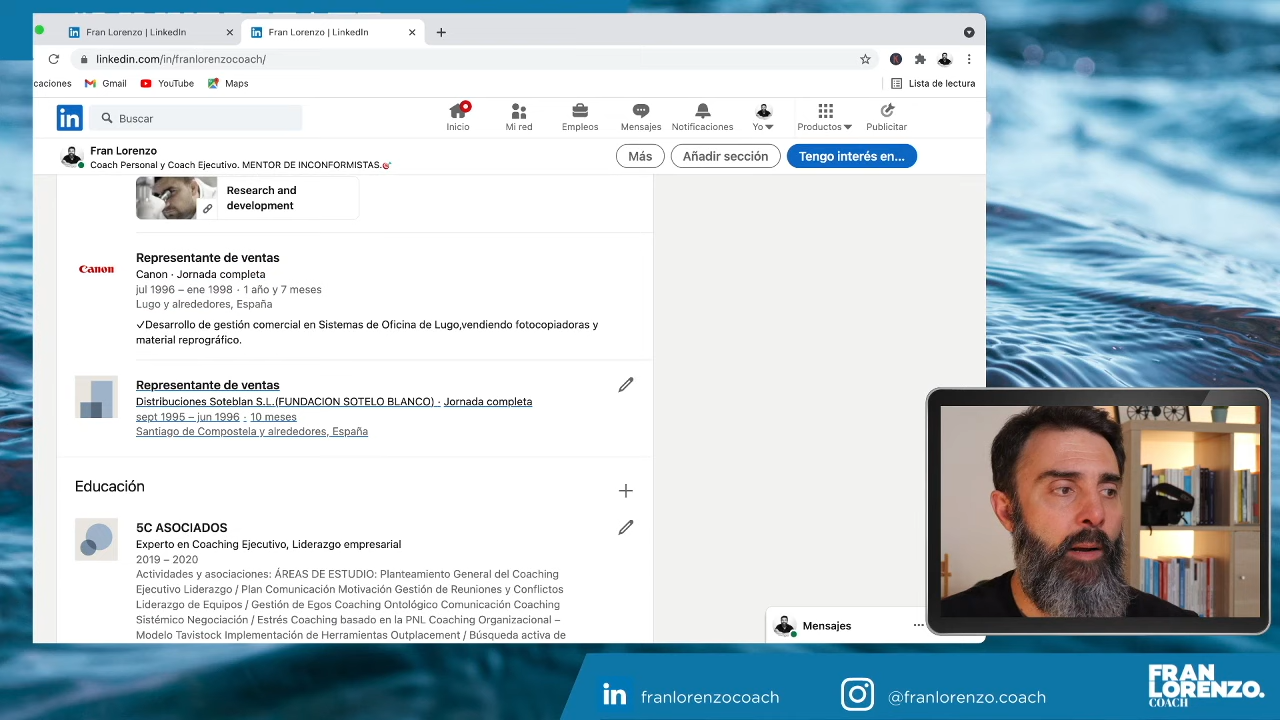 Fran Lorenzo | LinkedIn
Fran Lorenzo | LinkedIn
linkedin.com/in/franlorenzocoach/
caciones
Gmail
YouTube
Maps
Lista de lectura
in
Buscar
Inicio
Mi red
Empleos
Mensajes
Notificaciones
Yo
Productos
Publicitar
Fran Lorenzo
Coach Personal y Coach Ejecutivo. MENTOR DE INCONFORMISTAS.
Más
Añadir sección
Tengo interés en...
Research and
development
Canon
Representante de ventas
Canon · Jornada completa
jul 1996 – ene 1998 · 1 año y 7 meses
Lugo y alrededores, España
✓Desarrollo de gestión comercial en Sistemas de Oficina de Lugo,vendiendo fotocopiadoras y
material reprográfico.
Representante de ventas
Distribuciones Soteblan S.L.(FUNDACION SOTELO BLANCO) · Jornada completa
sept 1995 – jun 1996 · 10 meses
Santiago de Compostela y alrededores, España
Educación
5C ASOCIADOS
Experto en Coaching Ejecutivo, Liderazgo empresarial
2019 – 2020
Actividades y asociaciones: ÁREAS DE ESTUDIO: Planteamiento General del Coaching
Ejecutivo Liderazgo / Plan Comunicación Motivación Gestión de Reuniones y Conflictos
Liderazgo de Equipos / Gestión de Egos Coaching Ontológico Comunicación Coaching
Sistémico Negociación / Estrés Coaching basado en la PNL Coaching Organizacional –
Modelo Tavistock Implementación de Herramientas Outplacement / Búsqueda activa de
Mensajes
in franlorenzocoach
@franlorenzo.coach
FRAN
LORENZO.
COACH